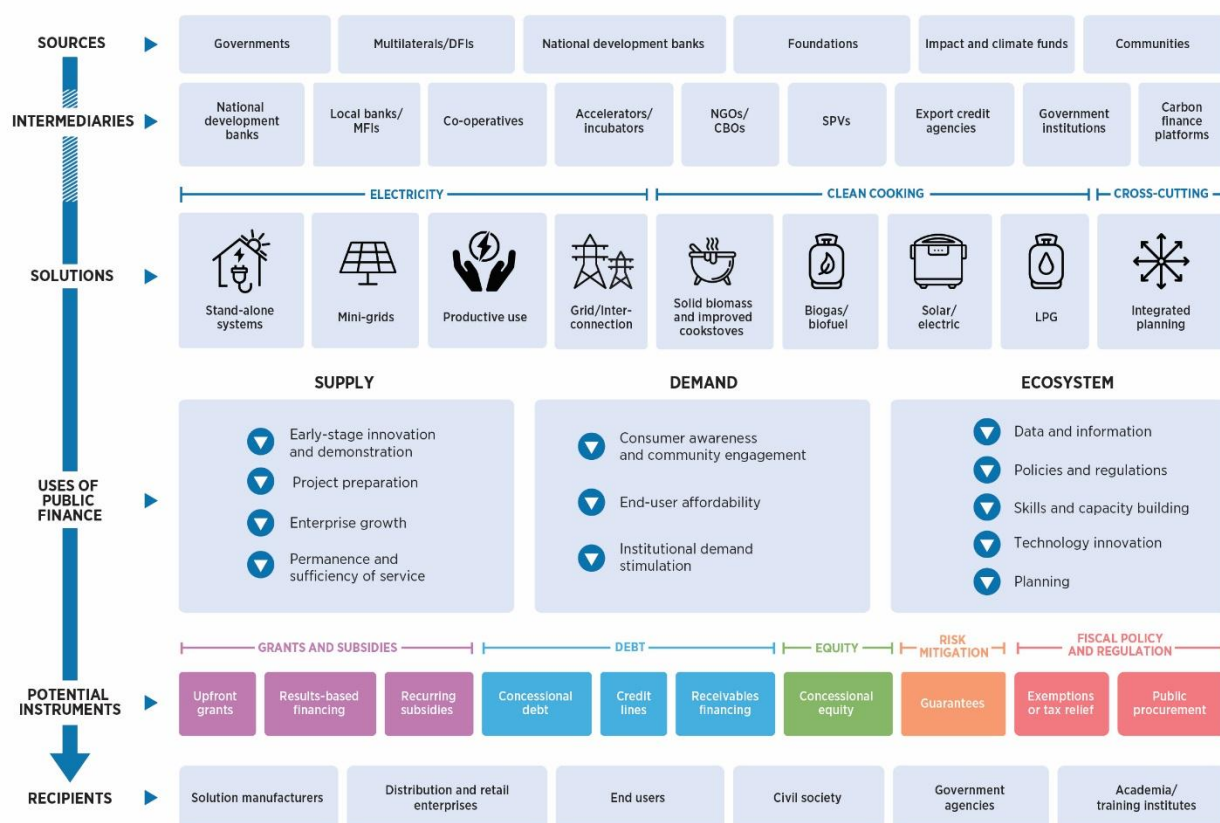 SOURCES
Governments
Multilaterals/DFIs
National development banks
Foundations
Impact and climate funds
Communities
INTERMEDIARIES
National
development
banks
Local banks/
MFIs
Co-operatives
Accelerators/
incubators
NGOs/
CBOs
SPVs
Export credit
agencies
Government
institutions
Carbon
finance
platforms
ELECTRICITY
CLEAN COOKING
CROSS-CUTTING
SOLUTIONS
Stand-alone
systems
Mini-grids
Productive use
Grid/Inter-
connection
Solid biomass
and improved
cookstoves
Biogas/
biofuel
Solar/
electric
LPG
Integrated
planning
SUPPLY
DEMAND
ECOSYSTEM
USES OF
PUBLIC
FINANCE
Early-stage innovation
and demonstration
Project preparation
Enterprise growth
Permanence and
sufficiency of service
Consumer awareness
and community engagement
End-user affordability
Institutional demand
stimulation
Data and information
Policies and regulations
Skills and capacity building
Technology innovation
Planning
GRANTS AND SUBSIDIES
DEBT
EQUITY
RISK
MITIGATION
FISCAL POLICY
AND REGULATION
POTENTIAL
INSTRUMENTS
Upfront
grants
Results-based
financing
Recurring
subsidies
Concessional
debt
Credit
lines
Receivables
financing
Concessional
equity
Guarantees
Exemptions
or tax relief
Public
procurement
RECIPIENTS
Solution manufacturers
Distribution and retail
enterprises
End users
Civil society
Government
agencies
Academia/
training institutes